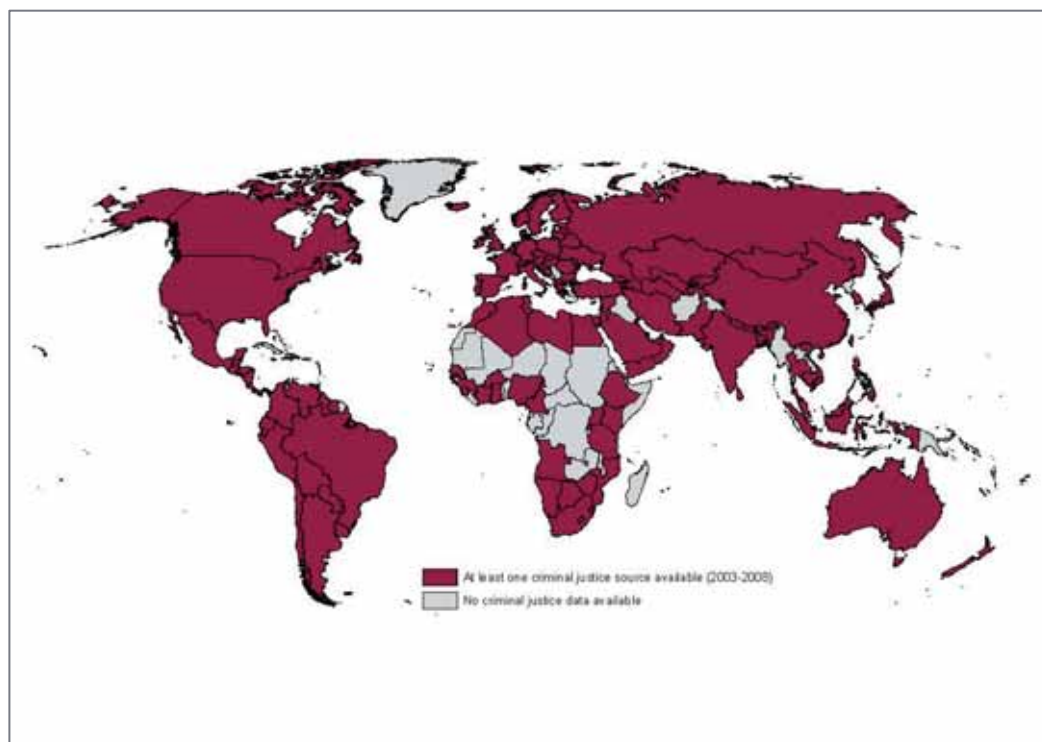 At least one criminal justice source available (2003-2008)
No criminal justice data available